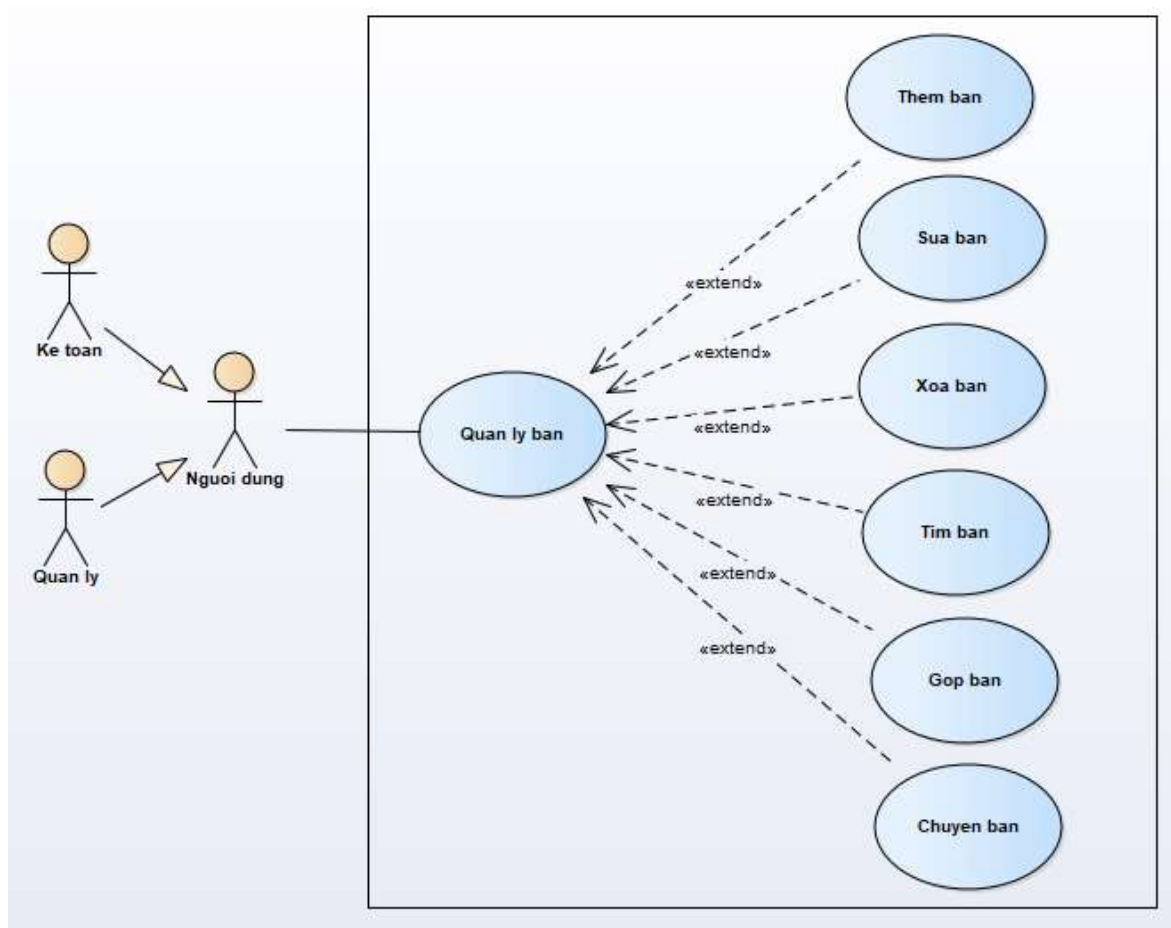 Them ban
Sua ban
«extend»
Ke toan
«extend»
Xoa ban
«extend»
Quan ly ban
Nguoi dung
«extend»
Tim ban
Quan ly
«extend»
«extend»
Gop ban
Chuyen ban